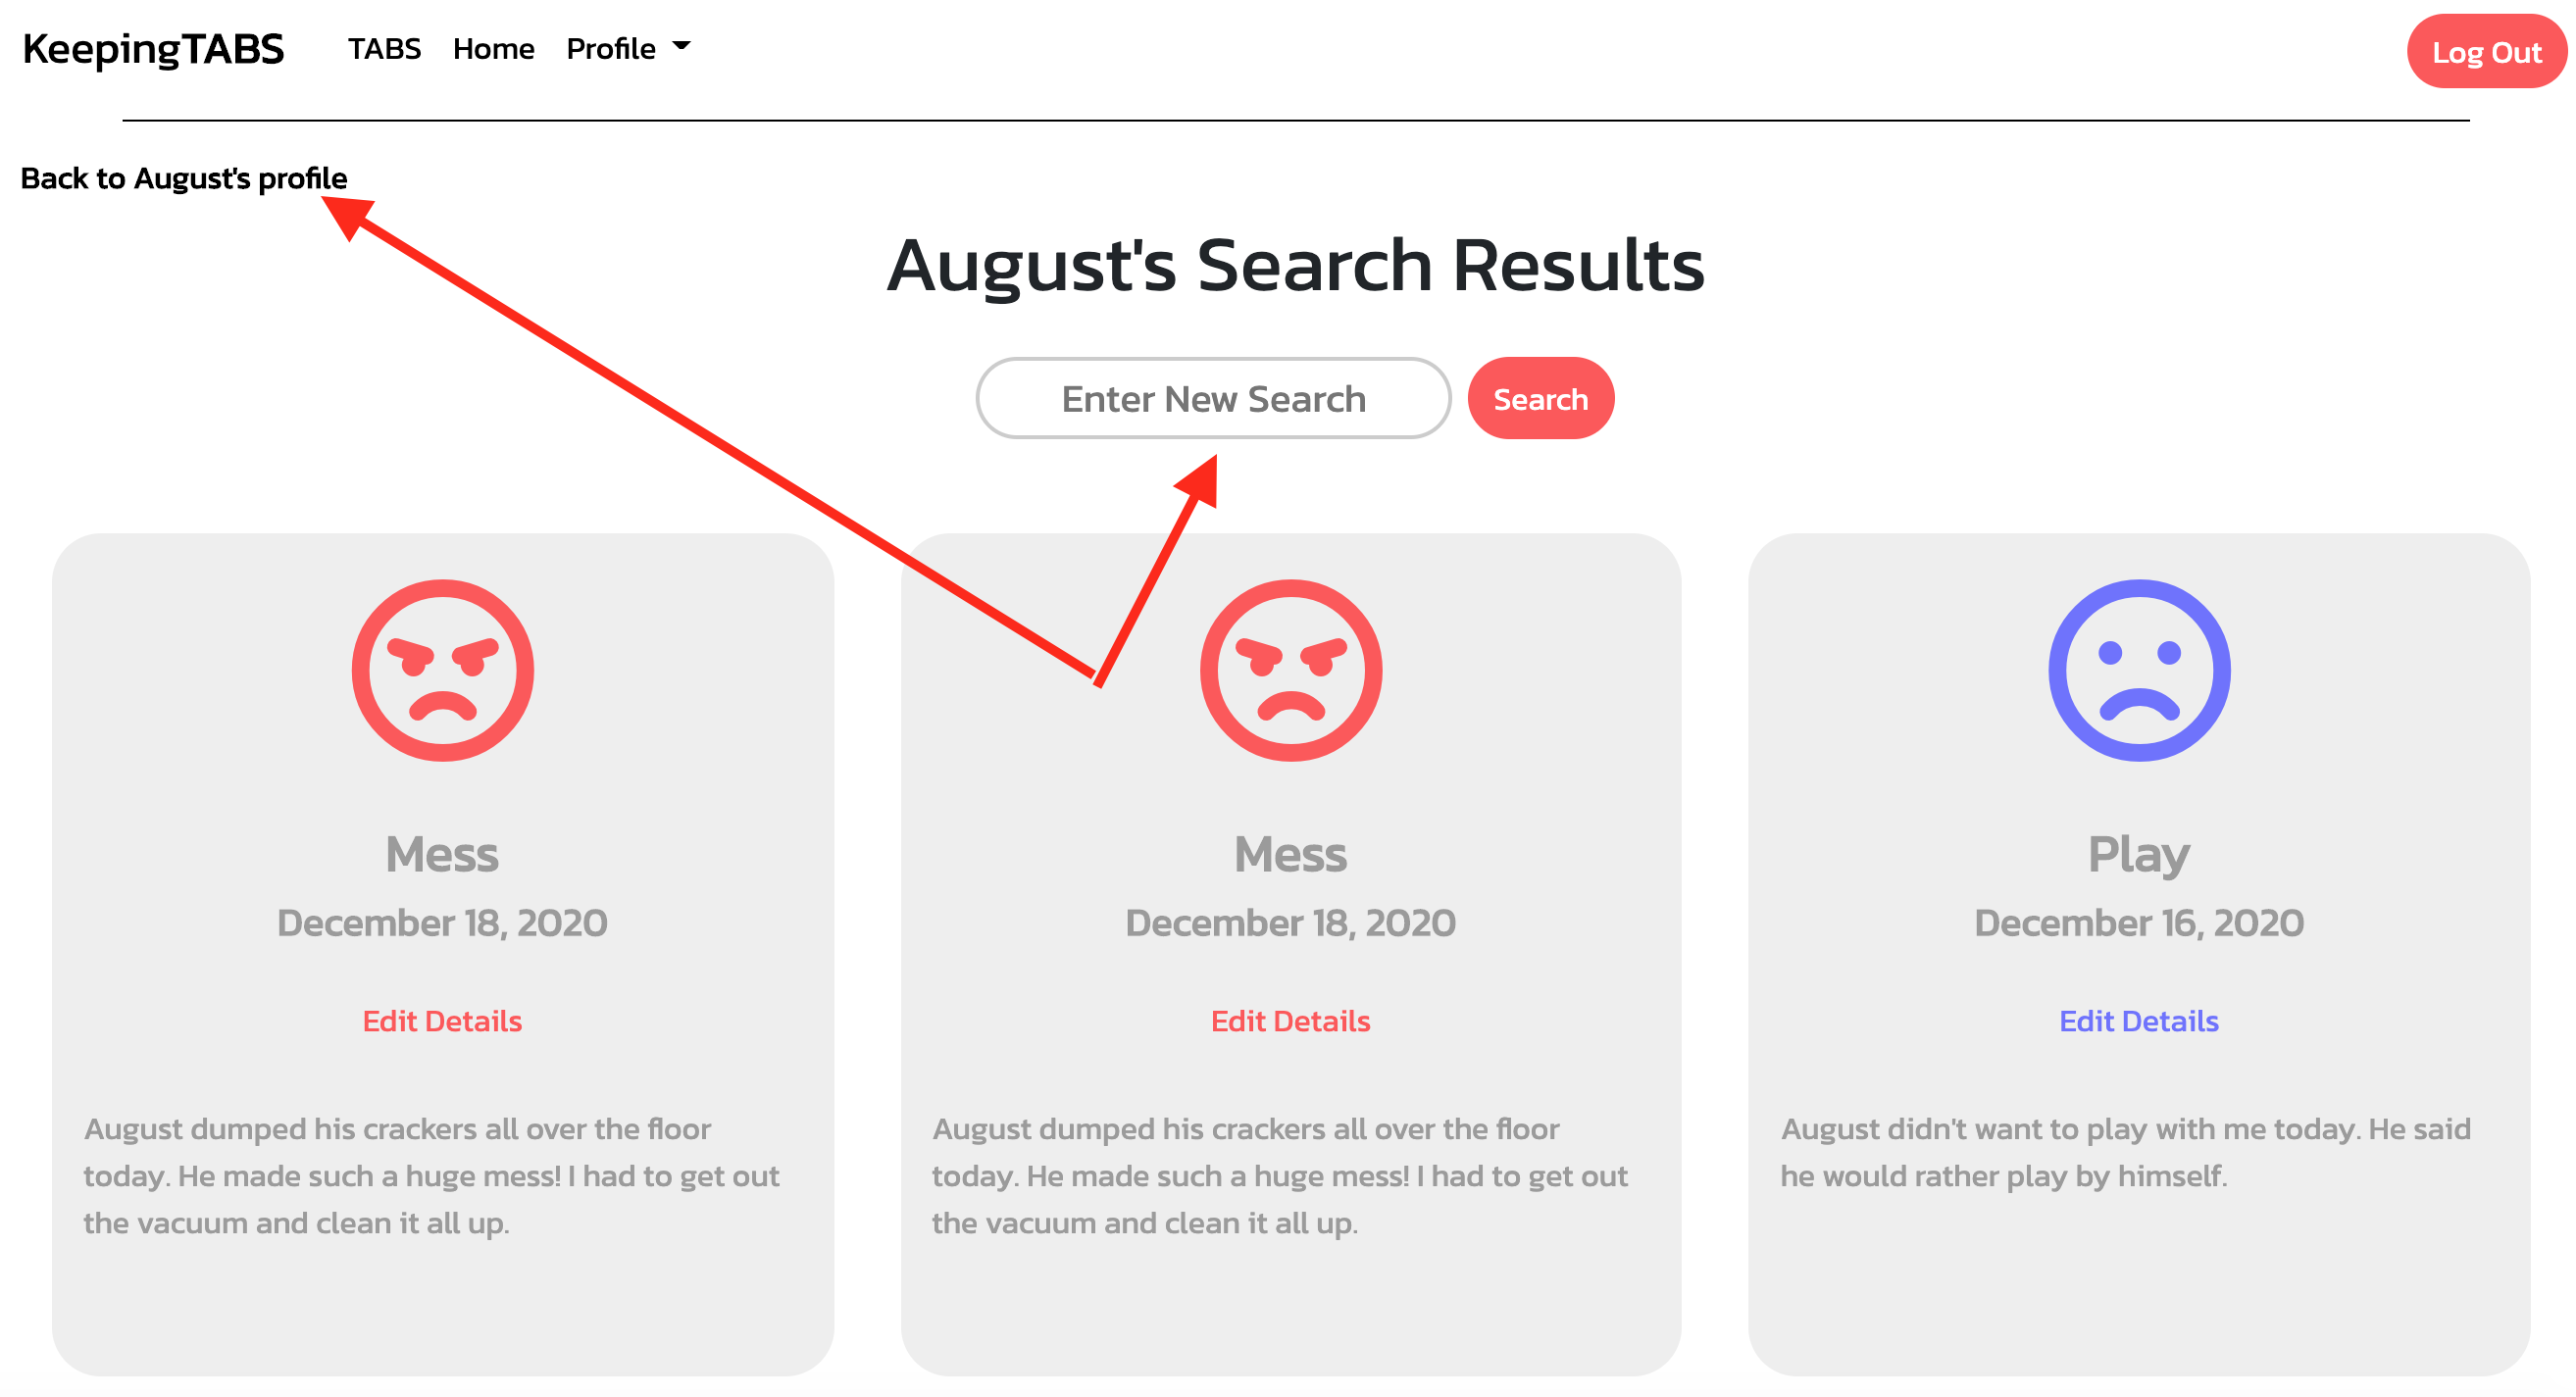 KeepingTABS TABS Home Profile Log Out
Back to August's profile
August's Search Results
Enter New Search Search
Mess
December 18, 2020
Edit Details
August dumped his crackers all over the floor
today. He made such a huge mess! I had to get out
the vacuum and clean it all up.
Mess
December 18, 2020
Edit Details
August dumped his crackers all over the floor
today. He made such a huge mess! I had to get out
the vacuum and clean it all up.
Play
December 16, 2020
Edit Details
August didn't want to play with me today. He said
he would rather play by himself.